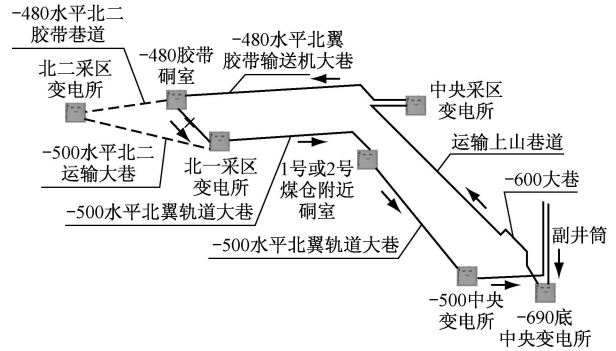 -480水平北二
胶带巷道
北二采区
变电所
-480胶带
硐室
-480水平北翼
胶带输送机大巷
中央采区
变电所
-500水平北二
运输大巷
北一采区
变电所
1号或2号
煤仓附近
硐室
运输上山巷道
-600大巷
-500水平北翼轨道大巷
-500水平北翼轨道大巷
副井筒
-500中央
变电所
-690底
中央变电所